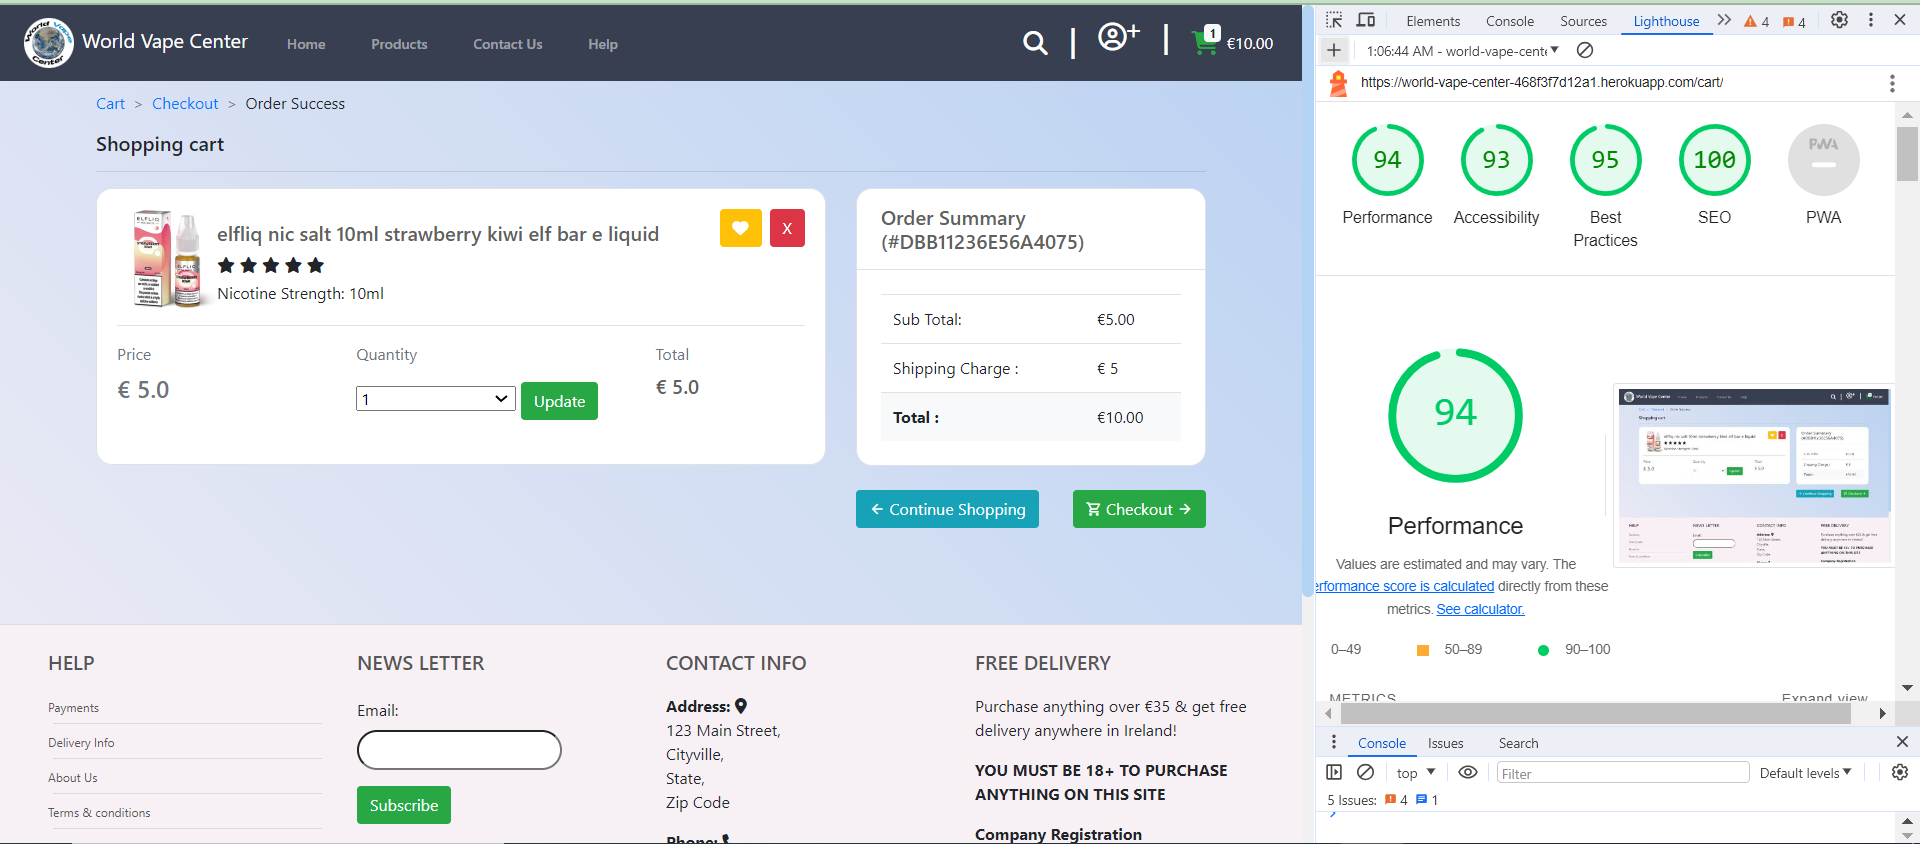 World Vape Center
Home
Products
Contact Us
Help
1
€10.00
Cart > Checkout > Order Success
Shopping cart
elfliq nic salt 10ml strawberry kiwi elf bar e liquid
X
Nicotine Strength: 10ml
Price
Quantity
Total
€ 5.0
1
Update
€ 5.0
Order Summary
(#DBB11236E56A4075)
Sub Total:
€5.00
Shipping Charge :
€ 5
Total :
€10.00
Continue Shopping
Checkout
HELP
Payments
Delivery Info
About Us
Terms & conditions
NEWS LETTER
Email:
Subscribe
CONTACT INFO
Address:
123 Main Street,
Cityville,
State,
Zip Code
Phone:
FREE DELIVERY
Purchase anything over €35 & get free
delivery anywhere in Ireland!
YOU MUST BE 18+ TO PURCHASE
ANYTHING ON THIS SITE
Company Registration
Elements
Console
Sources
Lighthouse
4
4
1:06:44 AM - world-vape-cente
https://world-vape-center-468f3f7d12a1.herokuapp.com/cart/
94
93
95
100
PWA
Performance
Accessibility
Best
Practices
SEO
PWA
94
Performance
Values are estimated and may vary. The
erformance score is calculated directly from these
metrics. See calculator.
0–49
50–89
90–100
METRICS
Expand view
Console
Issues
Search
top
Filter
Default levels
5 Issues:
4
1